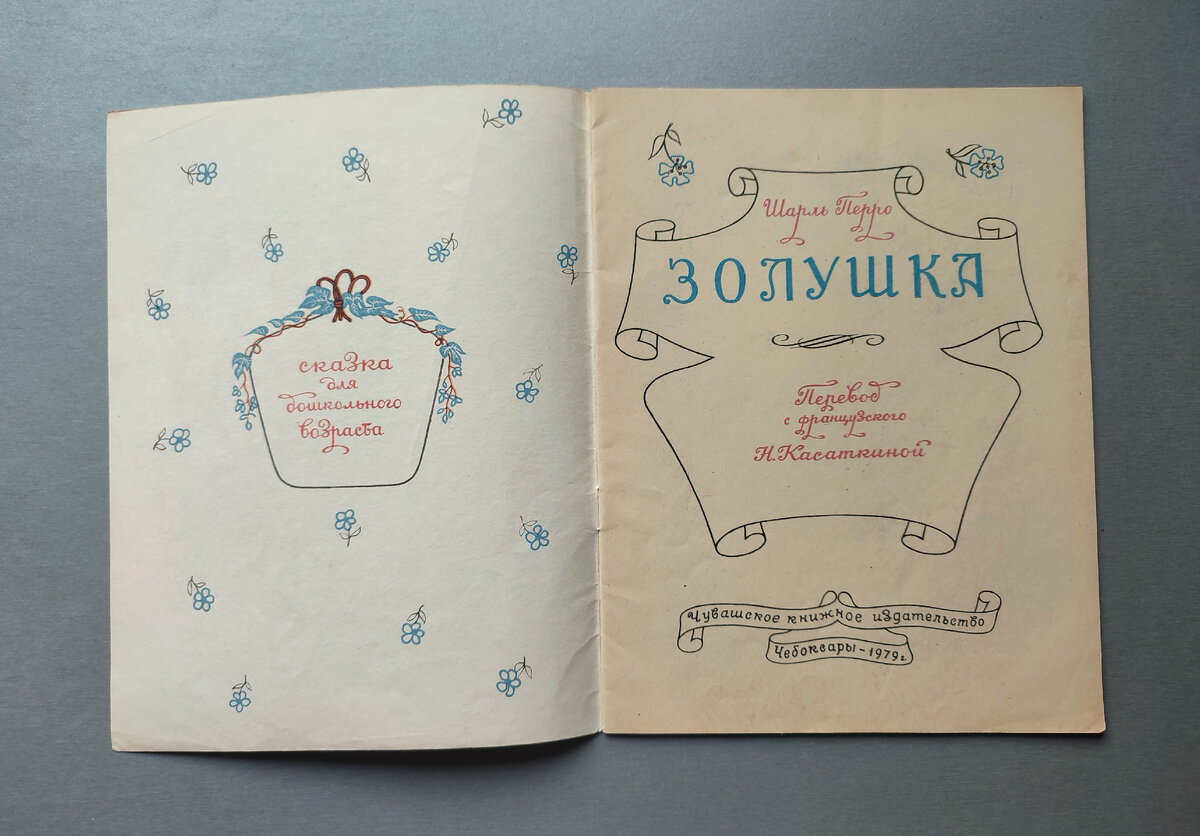 сказка
для
дошкольного
возраста
Шарль Перро
ЗОЛУШКА
Перевод
с французского
Н. Касаткиной
Чувашское книжное издательство
Чебоксары - 1979 г.